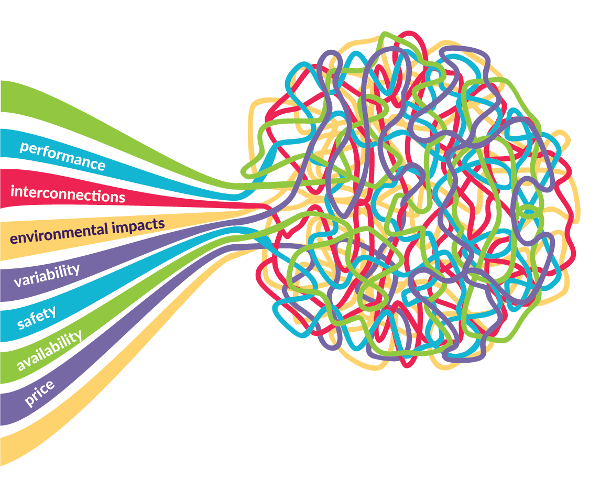 performance
interconnections
environmental impacts
variability
safety
availability
price